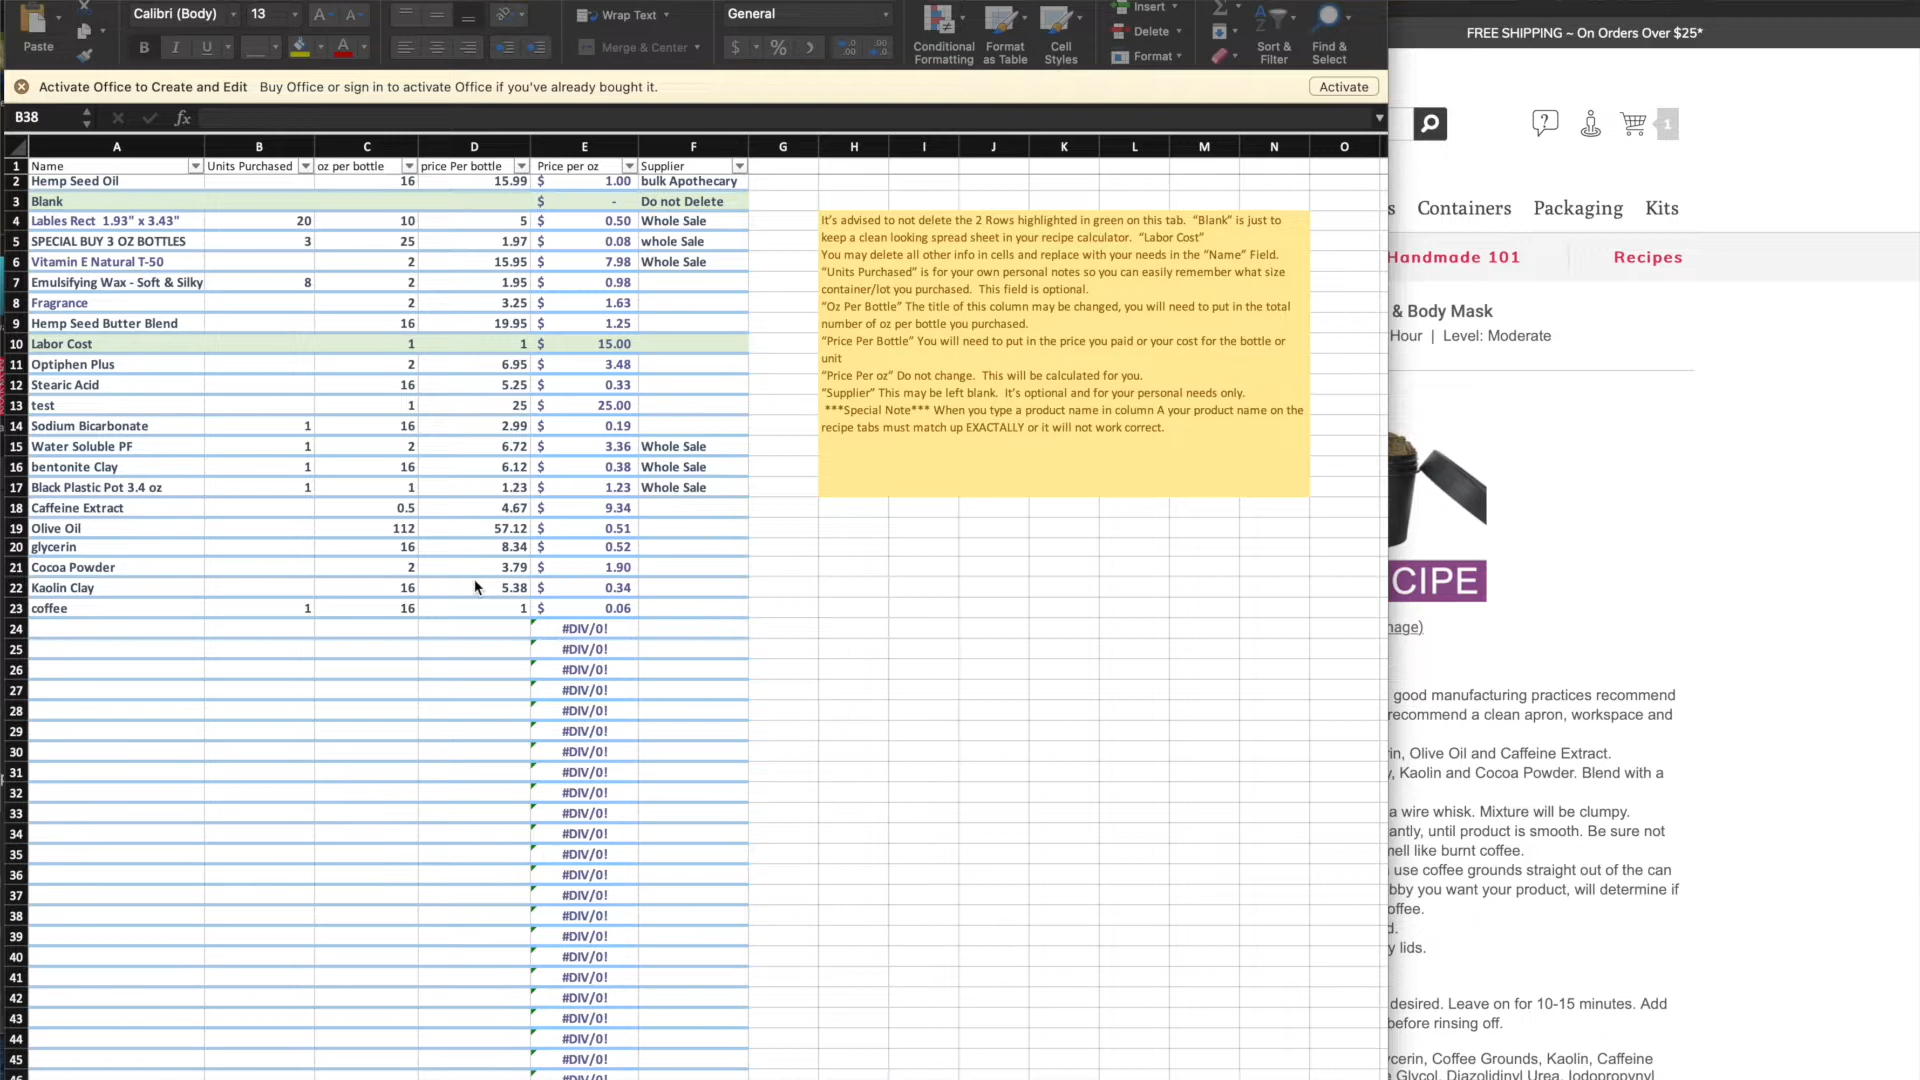 Calibri (Body) 13 Wrap Text General Insert
Paste B I U Merge & Center $ % Conditional Formatting Format as Table Cell Styles Delete Format Sort & Filter Find & Select
Activate Office to Create and Edit Buy Office or sign in to activate Office if you've already bought it. Activate
B38 fx
A B C D E F G H I J K L M N O
1 Name Units Purchased oz per bottle price Per bottle Price per oz Supplier
2 Hemp Seed Oil 16 15.99 $ 1.00 bulk Apothecary
3 Blank $ - Do not Delete
4 Lables Rect 1.93" x 3.43" 20 10 5 $ 0.50 Whole Sale
5 SPECIAL BUY 3 OZ BOTTLES 3 25 1.97 $ 0.08 whole Sale
6 Vitamin E Natural T-50 2 15.95 $ 7.98 Whole Sale
7 Emulsifying Wax - Soft & Silky 8 2 1.95 $ 0.98
8 Fragrance 2 3.25 $ 1.63
9 Hemp Seed Butter Blend 16 19.95 $ 1.25
10 Labor Cost 1 1 $ 15.00
11 Optiphen Plus 2 6.95 $ 3.48
12 Stearic Acid 16 5.25 $ 0.33
13 test 1 25 $ 25.00
14 Sodium Bicarbonate 1 16 2.99 $ 0.19
15 Water Soluble PF 1 2 6.72 $ 3.36 Whole Sale
16 bentonite Clay 1 16 6.12 $ 0.38 Whole Sale
17 Black Plastic Pot 3.4 oz 1 1 1.23 $ 1.23 Whole Sale
18 Caffeine Extract 0.5 4.67 $ 9.34
19 Olive Oil 112 57.12 $ 0.51
20 glycerin 16 8.34 $ 0.52
21 Cocoa Powder 2 3.79 $ 1.90
22 Kaolin Clay 16 5.38 $ 0.34
23 coffee 1 16 1 $ 0.06
24 #DIV/0!
25 #DIV/0!
26 #DIV/0!
27 #DIV/0!
28 #DIV/0!
29 #DIV/0!
30 #DIV/0!
31 #DIV/0!
32 #DIV/0!
33 #DIV/0!
34 #DIV/0!
35 #DIV/0!
36 #DIV/0!
37 #DIV/0!
38 #DIV/0!
39 #DIV/0!
40 #DIV/0!
41 #DIV/0!
42 #DIV/0!
43 #DIV/0!
44 #DIV/0!
45 #DIV/0!
It's advised to not delete the 2 Rows highlighted in green on this tab. "Blank" is just to
keep a clean looking spread sheet in your recipe calculator. "Labor Cost"
You may delete all other info in cells and replace with your needs in the "Name" Field.
"Units Purchased" is for your own personal notes so you can easily remember what size
container/lot you purchased. This field is optional.
"Oz Per Bottle" The title of this column may be changed, you will need to put in the total
number of oz per bottle you purchased.
"Price Per Bottle" You will need to put in the price you paid or your cost for the bottle or
unit
"Price Per oz" Do not change. This will be calculated for you.
"Supplier" This may be left blank. It's optional and for your personal needs only.
***Special Note*** When you type a product name in column A your product name on the
recipe tabs must match up EXACTALLY or it will not work correct.
FREE SHIPPING ~ On Orders Over $25*
1
s Containers Packaging Kits
Handmade 101 Recipes
& Body Mask
Hour | Level: Moderate
CIPE
nage)
good manufacturing practices recommend
recommend a clean apron, workspace and
in, Olive Oil and Caffeine Extract.
y, Kaolin and Cocoa Powder. Blend with a
a wire whisk. Mixture will be clumpy.
antly, until product is smooth. Be sure not
nell like burnt coffee.
use coffee grounds straight out of the can
bby you want your product, will determine if
offee.
d.
y lids.
desired. Leave on for 10-15 minutes. Add
before rinsing off.
ycerin, Coffee Grounds, Kaolin, Caffeine
Glycol, Diazolidinyl Urea, Iodopropynyl